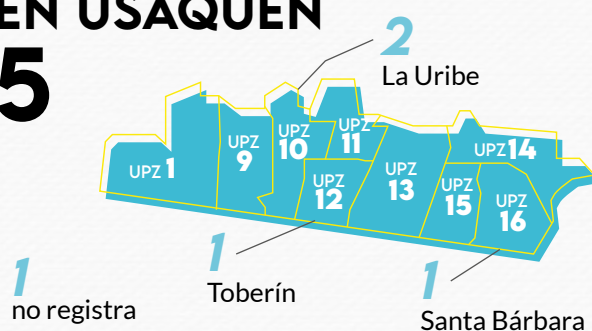 EN USAQUÉN
5
2
La Uribe
UPZ 1
UPZ 9
UPZ 10
UPZ 11
UPZ 12
UPZ 13
UPZ 14
UPZ 15
UPZ 16
1
no registra
1
Toberín
1
Santa Bárbara